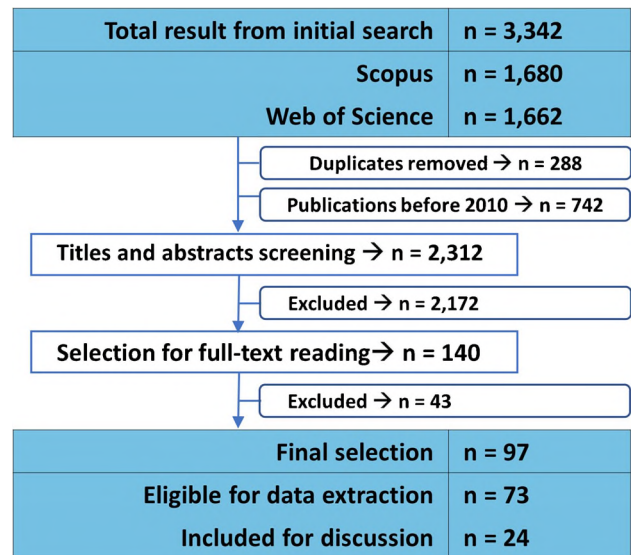 Total result from initial search n = 3,342
Scopus n = 1,680
Web of Science n = 1,662
Duplicates removed → n = 288
Publications before 2010 → n = 742
Titles and abstracts screening → n = 2,312
Excluded → n = 2,172
Selection for full-text reading→ n = 140
Excluded → n = 43
Final selection n = 97
Eligible for data extraction n = 73
Included for discussion n = 24